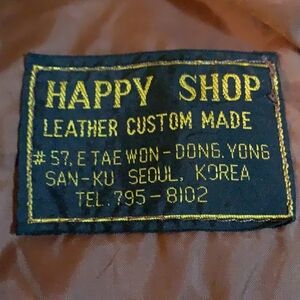 HAPPY SHOP
LEATHER CUSTOM MADE
# 57, E TAE WON - DONG. YONG
SAN-KU SEOUL, KOREA
TEL. 795-8102